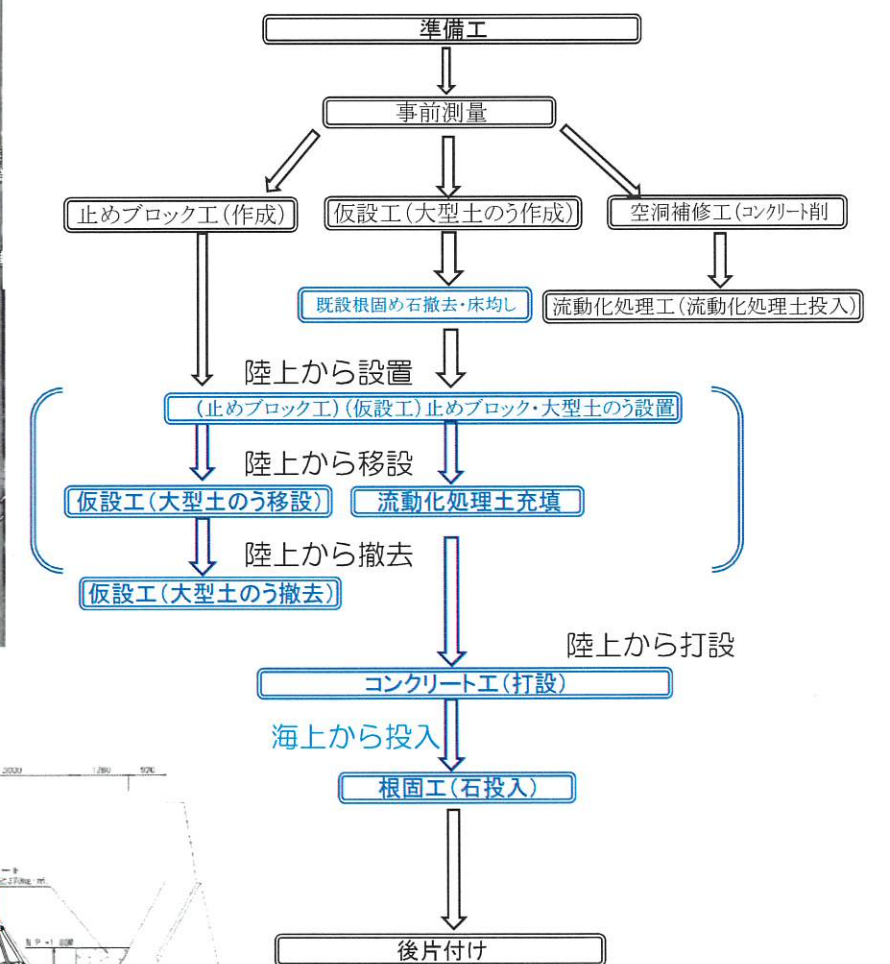 準備工
事前測量
止めブロック工(作成)
仮設工(大型土のう作成)
空洞補修工(コンクリート削
既設根固め石撤去・床均し
流動化処理工(流動化処理土投入)
陸上から設置
(止めブロック工)(仮設工)止めブロック・大型土のう設置
陸上から移設
仮設工(大型土のう移設)
流動化処理土充填
陸上から撤去
仮設工(大型土のう撤去)
陸上から打設
コンクリート工(打設)
海上から投入
根固工(石投入)
後片付け